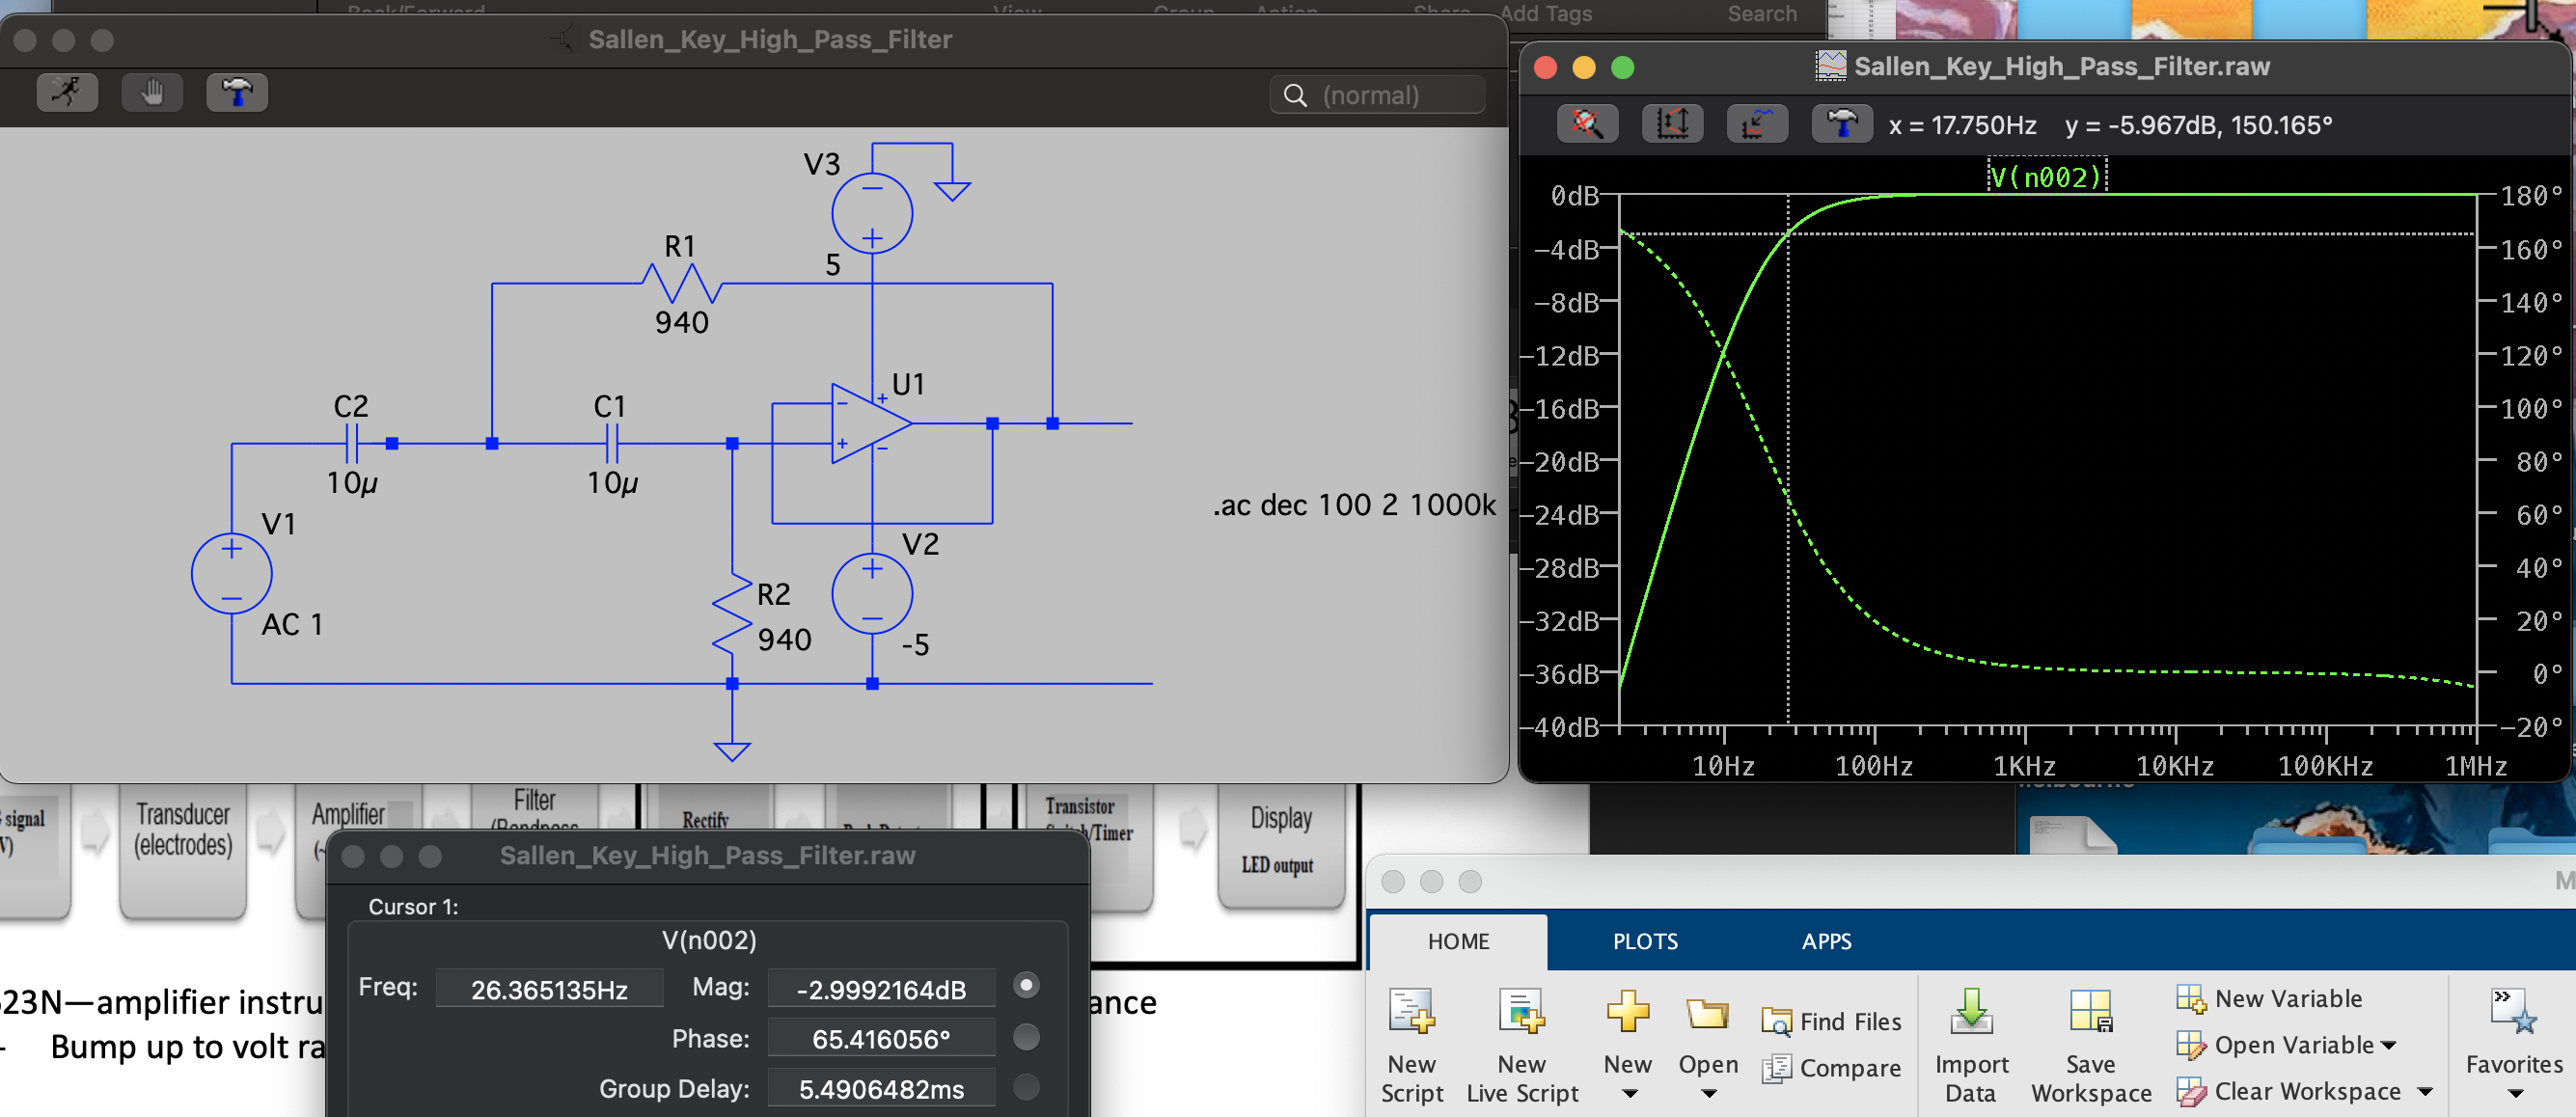 Back/Forward View Group Action Share Add Tags Search
Sallen_Key_High_Pass_Filter
(normal)
V3
5
R1
940
U1
C2
10µ
C1
10µ
V1
AC 1
R2
940
V2
-5
.ac dec 100 2 1000k
Sallen_Key_High_Pass_Filter.raw
x = 17.750Hz y = -5.967dB, 150.165°
V(n002)
0dB
-4dB
-8dB
-12dB
-16dB
-20dB
-24dB
-28dB
-32dB
-36dB
-40dB
180°
160°
140°
120°
100°
80°
60°
40°
20°
0°
-20°
10Hz 100Hz 1KHz 10KHz 100KHz 1MHz
signal
V)
Transducer
(electrodes)
Amplifier
Filter
Rectify
Transistor
/Timer
Display
LED output
Sallen_Key_High_Pass_Filter.raw
Cursor 1:
V(n002)
Freq: 26.365135Hz Mag: -2.9992164dB
Phase: 65.416056°
Group Delay: 5.4906482ms
23N—amplifier instru
ance
- Bump up to volt ra
M
HOME PLOTS APPS
New Script
New Live Script
New
Open
Find Files
Compare
Import Data
Save Workspace
New Variable
Open Variable
Clear Workspace
Favorites